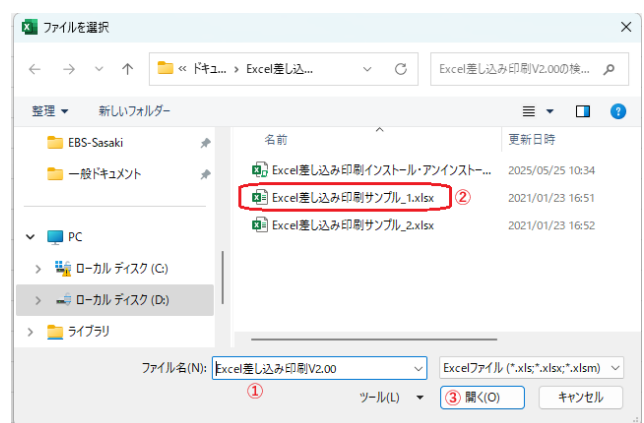 ファイルを選択
« ドキュ... › Excel差し込... Excel差し込み印刷V2.00の検...
整理 新しいフォルダー
EBS-Sasaki
一般ドキュメント
PC
ローカル ディスク (C:)
ローカル ディスク (D:)
ライブラリ
名前 更新日時
Excel差し込み印刷インストール・アンインストー... 2025/05/25 10:34
Excel差し込み印刷サンプル_1.xlsx ② 2021/01/23 16:51
Excel差し込み印刷サンプル_2.xlsx 2021/01/23 16:52
ファイル名(N): Excel差し込み印刷V2.00 Excelファイル (*.xls;*.xlsx;*.xlsm)
① ツール(L) ③ 開く(O) キャンセル